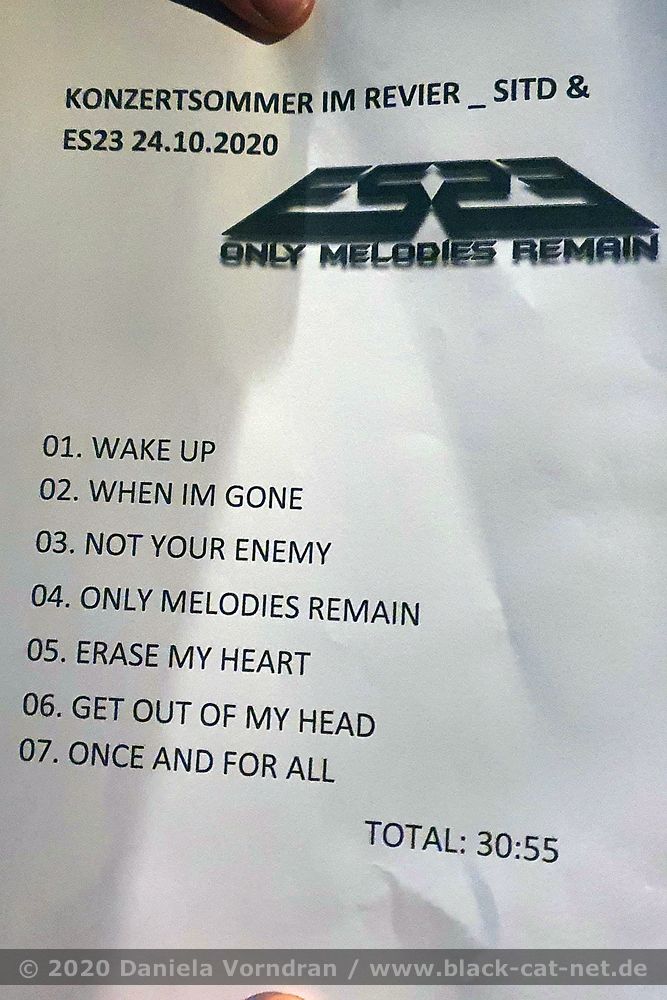 KONZERTSOMMER IM REVIER _ SITD &
ES23 24.10.2020
ES23
ONLY MELODIES REMAIN
01. WAKE UP
02. WHEN IM GONE
03. NOT YOUR ENEMY
04. ONLY MELODIES REMAIN
05. ERASE MY HEART
06. GET OUT OF MY HEAD
07. ONCE AND FOR ALL
TOTAL: 30:55
© 2020 Daniela Vorndran / www.black-cat-net.de